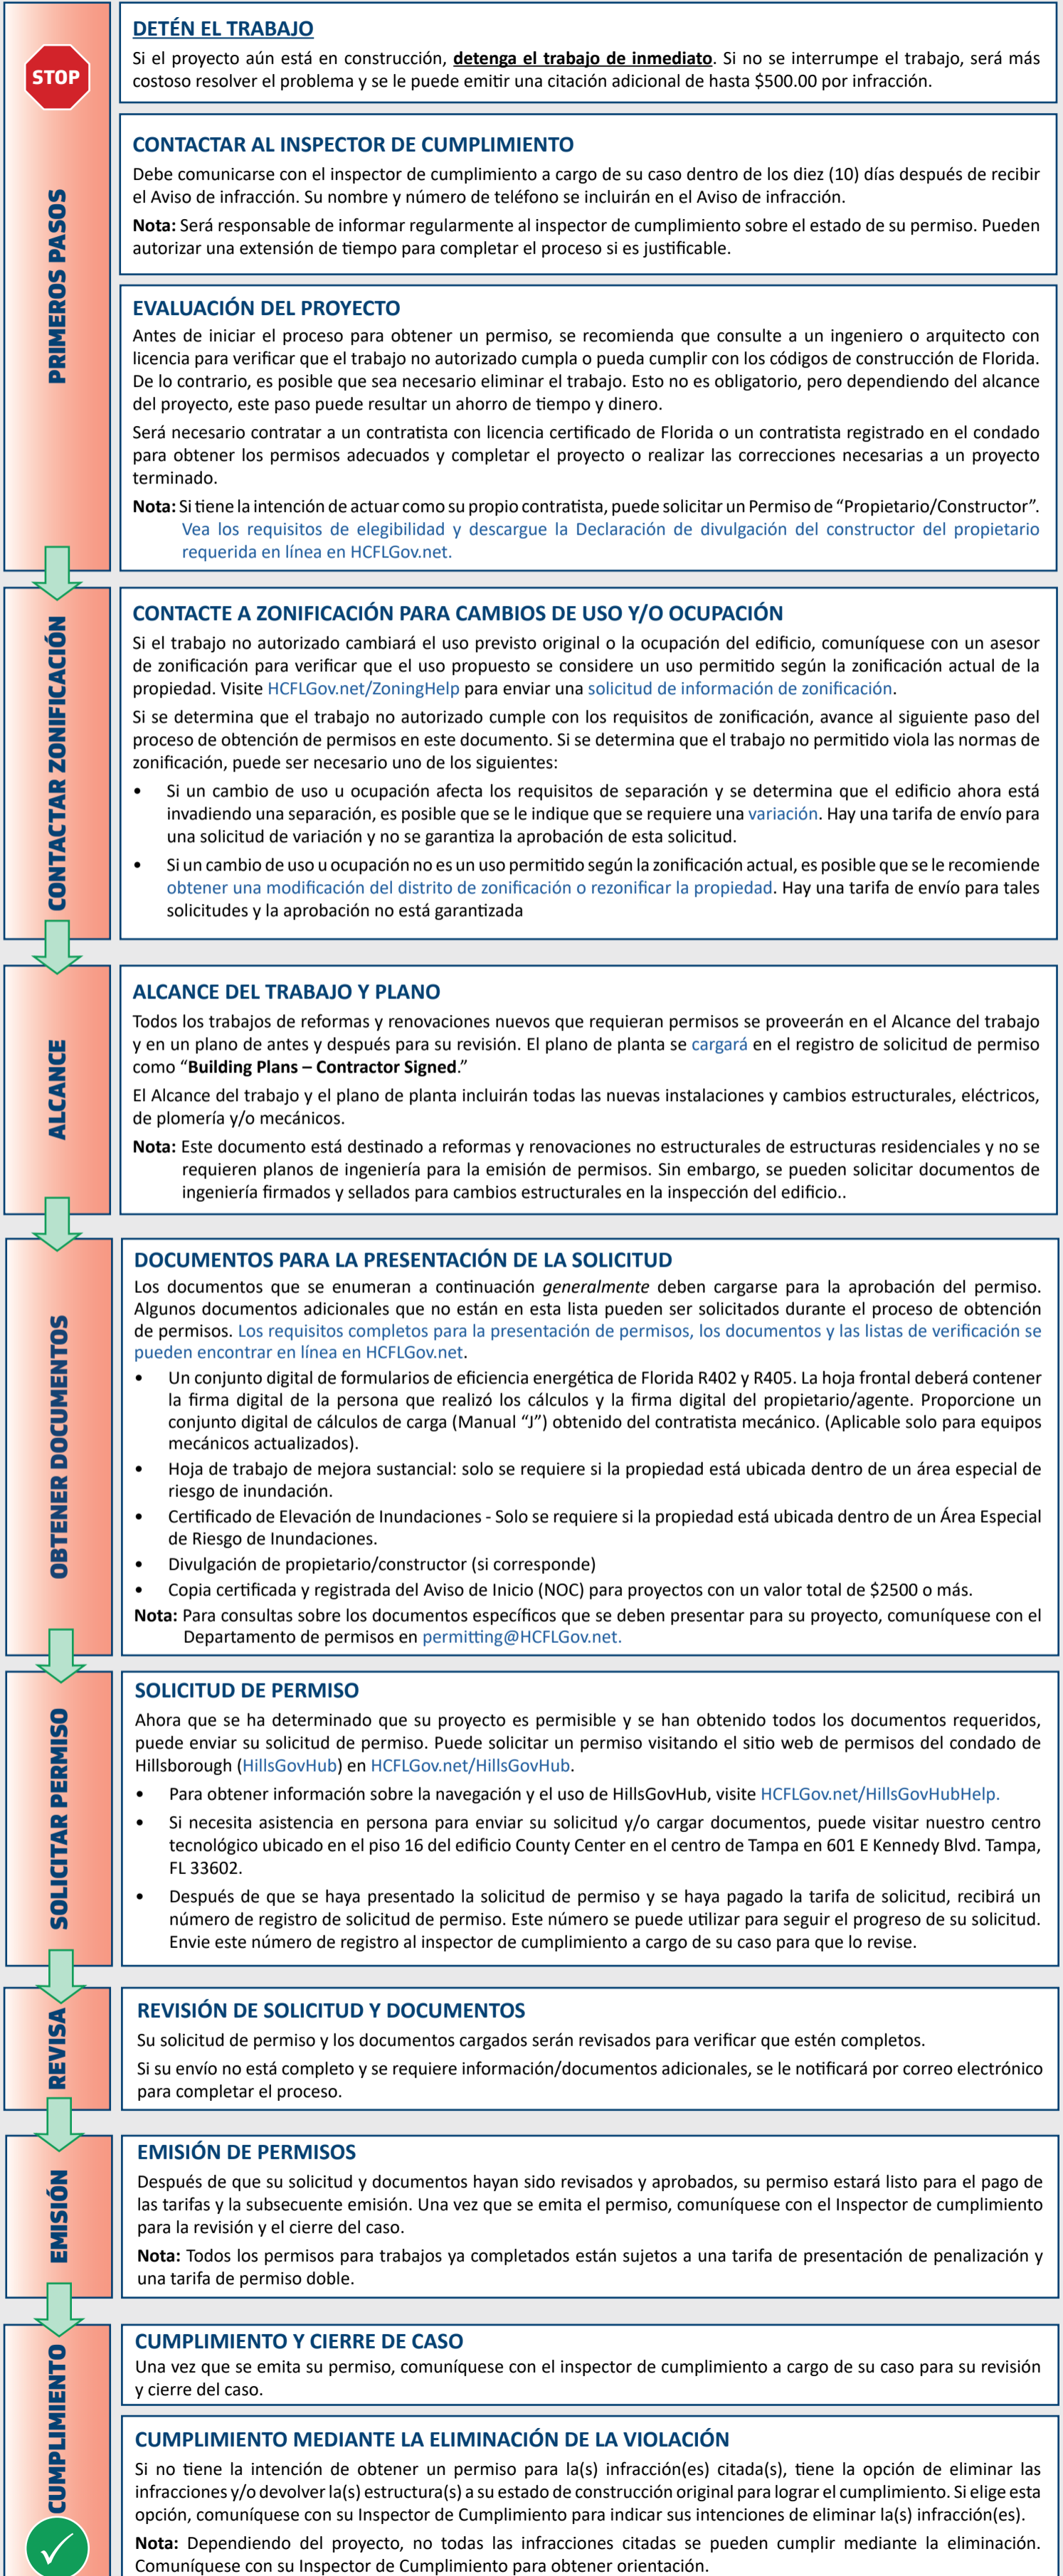 STOP
PRIMEROS PASOS
DETÉN EL TRABAJO
Si el proyecto aún está en construcción, detenga el trabajo de inmediato. Si no se interrumpe el trabajo, será más
costoso resolver el problema y se le puede emitir una citación adicional de hasta $500.00 por infracción.
CONTACTAR AL INSPECTOR DE CUMPLIMIENTO
Debe comunicarse con el inspector de cumplimiento a cargo de su caso dentro de los diez (10) días después de recibir
el Aviso de infracción. Su nombre y número de teléfono se incluirán en el Aviso de infracción.
Nota: Será responsable de informar regularmente al inspector de cumplimiento sobre el estado de su permiso. Pueden
autorizar una extensión de tiempo para completar el proceso si es justificable.
EVALUACIÓN DEL PROYECTO
Antes de iniciar el proceso para obtener un permiso, se recomienda que consulte a un ingeniero o arquitecto con
licencia para verificar que el trabajo no autorizado cumpla o pueda cumplir con los códigos de construcción de Florida.
De lo contrario, es posible que sea necesario eliminar el trabajo. Esto no es obligatorio, pero dependiendo del alcance
del proyecto, este paso puede resultar un ahorro de tiempo y dinero.
Será necesario contratar a un contratista con licencia certificado de Florida o un contratista registrado en el condado
para obtener los permisos adecuados y completar el proyecto o realizar las correcciones necesarias a un proyecto
terminado.
Nota: Si tiene la intención de actuar como su propio contratista, puede solicitar un Permiso de “Propietario/Constructor”.
Vea los requisitos de elegibilidad y descargue la Declaración de divulgación del constructor del propietario
requerida en línea en HCFLGov.net.
CONTACTAR ZONIFICACIÓN
CONTACTE A ZONIFICACIÓN PARA CAMBIOS DE USO Y/O OCUPACIÓN
Si el trabajo no autorizado cambiará el uso previsto original o la ocupación del edificio, comuníquese con un asesor
de zonificación para verificar que el uso propuesto se considere un uso permitido según la zonificación actual de la
propiedad. Visite HCFLGov.net/ZoningHelp para enviar una solicitud de información de zonificación.
Si se determina que el trabajo no autorizado cumple con los requisitos de zonificación, avance al siguiente paso del
proceso de obtención de permisos en este documento. Si se determina que el trabajo no permitido viola las normas de
zonificación, puede ser necesario uno de los siguientes:
• Si un cambio de uso u ocupación afecta los requisitos de separación y se determina que el edificio ahora está
invadiendo una separación, es posible que se le indique que se requiere una variación. Hay una tarifa de envío para
una solicitud de variación y no se garantiza la aprobación de esta solicitud.
• Si un cambio de uso u ocupación no es un uso permitido según la zonificación actual, es posible que se le recomiende
obtener una modificación del distrito de zonificación o rezonificar la propiedad. Hay una tarifa de envío para tales
solicitudes y la aprobación no está garantizada
ALCANCE
ALCANCE DEL TRABAJO Y PLANO
Todos los trabajos de reformas y renovaciones nuevos que requieran permisos se proveerán en el Alcance del trabajo
y en un plano de antes y después para su revisión. El plano de planta se cargará en el registro de solicitud de permiso
como “Building Plans – Contractor Signed.”
El Alcance del trabajo y el plano de planta incluirán todas las nuevas instalaciones y cambios estructurales, eléctricos,
de plomería y/o mecánicos.
Nota: Este documento está destinado a reformas y renovaciones no estructurales de estructuras residenciales y no se
requieren planos de ingeniería para la emisión de permisos. Sin embargo, se pueden solicitar documentos de
ingeniería firmados y sellados para cambios estructurales en la inspección del edificio..
OBTENER DOCUMENTOS
DOCUMENTOS PARA LA PRESENTACIÓN DE LA SOLICITUD
Los documentos que se enumeran a continuación generalmente deben cargarse para la aprobación del permiso.
Algunos documentos adicionales que no están en esta lista pueden ser solicitados durante el proceso de obtención
de permisos. Los requisitos completos para la presentación de permisos, los documentos y las listas de verificación se
pueden encontrar en línea en HCFLGov.net.
• Un conjunto digital de formularios de eficiencia energética de Florida R402 y R405. La hoja frontal deberá contener
la firma digital de la persona que realizó los cálculos y la firma digital del propietario/agente. Proporcione un
conjunto digital de cálculos de carga (Manual “J”) obtenido del contratista mecánico. (Aplicable solo para equipos
mecánicos actualizados).
• Hoja de trabajo de mejora sustancial: solo se requiere si la propiedad está ubicada dentro de un área especial de
riesgo de inundación.
• Certificado de Elevación de Inundaciones - Solo se requiere si la propiedad está ubicada dentro de un Área Especial
de Riesgo de Inundaciones.
• Divulgación de propietario/constructor (si corresponde)
• Copia certificada y registrada del Aviso de Inicio (NOC) para proyectos con un valor total de $2500 o más.
Nota: Para consultas sobre los documentos específicos que se deben presentar para su proyecto, comuníquese con el
Departamento de permisos en permitting@HCFLGov.net.
SOLICITAR PERMISO
SOLICITUD DE PERMISO
Ahora que se ha determinado que su proyecto es permisible y se han obtenido todos los documentos requeridos,
puede enviar su solicitud de permiso. Puede solicitar un permiso visitando el sitio web de permisos del condado de
Hillsborough (HillsGovHub) en HCFLGov.net/HillsGovHub.
• Para obtener información sobre la navegación y el uso de HillsGovHub, visite HCFLGov.net/HillsGovHubHelp.
• Si necesita asistencia en persona para enviar su solicitud y/o cargar documentos, puede visitar nuestro centro
tecnológico ubicado en el piso 16 del edificio County Center en el centro de Tampa en 601 E Kennedy Blvd. Tampa,
FL 33602.
• Después de que se haya presentado la solicitud de permiso y se haya pagado la tarifa de solicitud, recibirá un
número de registro de solicitud de permiso. Este número se puede utilizar para seguir el progreso de su solicitud.
Envie este número de registro al inspector de cumplimiento a cargo de su caso para que lo revise.
REVISA
REVISIÓN DE SOLICITUD Y DOCUMENTOS
Su solicitud de permiso y los documentos cargados serán revisados para verificar que estén completos.
Si su envío no está completo y se requiere información/documentos adicionales, se le notificará por correo electrónico
para completar el proceso.
EMISIÓN
EMISIÓN DE PERMISOS
Después de que su solicitud y documentos hayan sido revisados y aprobados, su permiso estará listo para el pago de
las tarifas y la subsecuente emisión. Una vez que se emita el permiso, comuníquese con el Inspector de cumplimiento
para la revisión y el cierre del caso.
Nota: Todos los permisos para trabajos ya completados están sujetos a una tarifa de presentación de penalización y
una tarifa de permiso doble.
CUMPLIMIENTO
CUMPLIMIENTO Y CIERRE DE CASO
Una vez que se emita su permiso, comuníquese con el inspector de cumplimiento a cargo de su caso para su revisión
y cierre del caso.
CUMPLIMIENTO MEDIANTE LA ELIMINACIÓN DE LA VIOLACIÓN
Si no tiene la intención de obtener un permiso para la(s) infracción(es) citada(s), tiene la opción de eliminar las
infracciones y/o devolver la(s) estructura(s) a su estado de construcción original para lograr el cumplimiento. Si elige esta
opción, comuníquese con su Inspector de Cumplimiento para indicar sus intenciones de eliminar la(s) infracción(es).
Nota: Dependiendo del proyecto, no todas las infracciones citadas se pueden cumplir mediante la eliminación.
Comuníquese con su Inspector de Cumplimiento para obtener orientación.